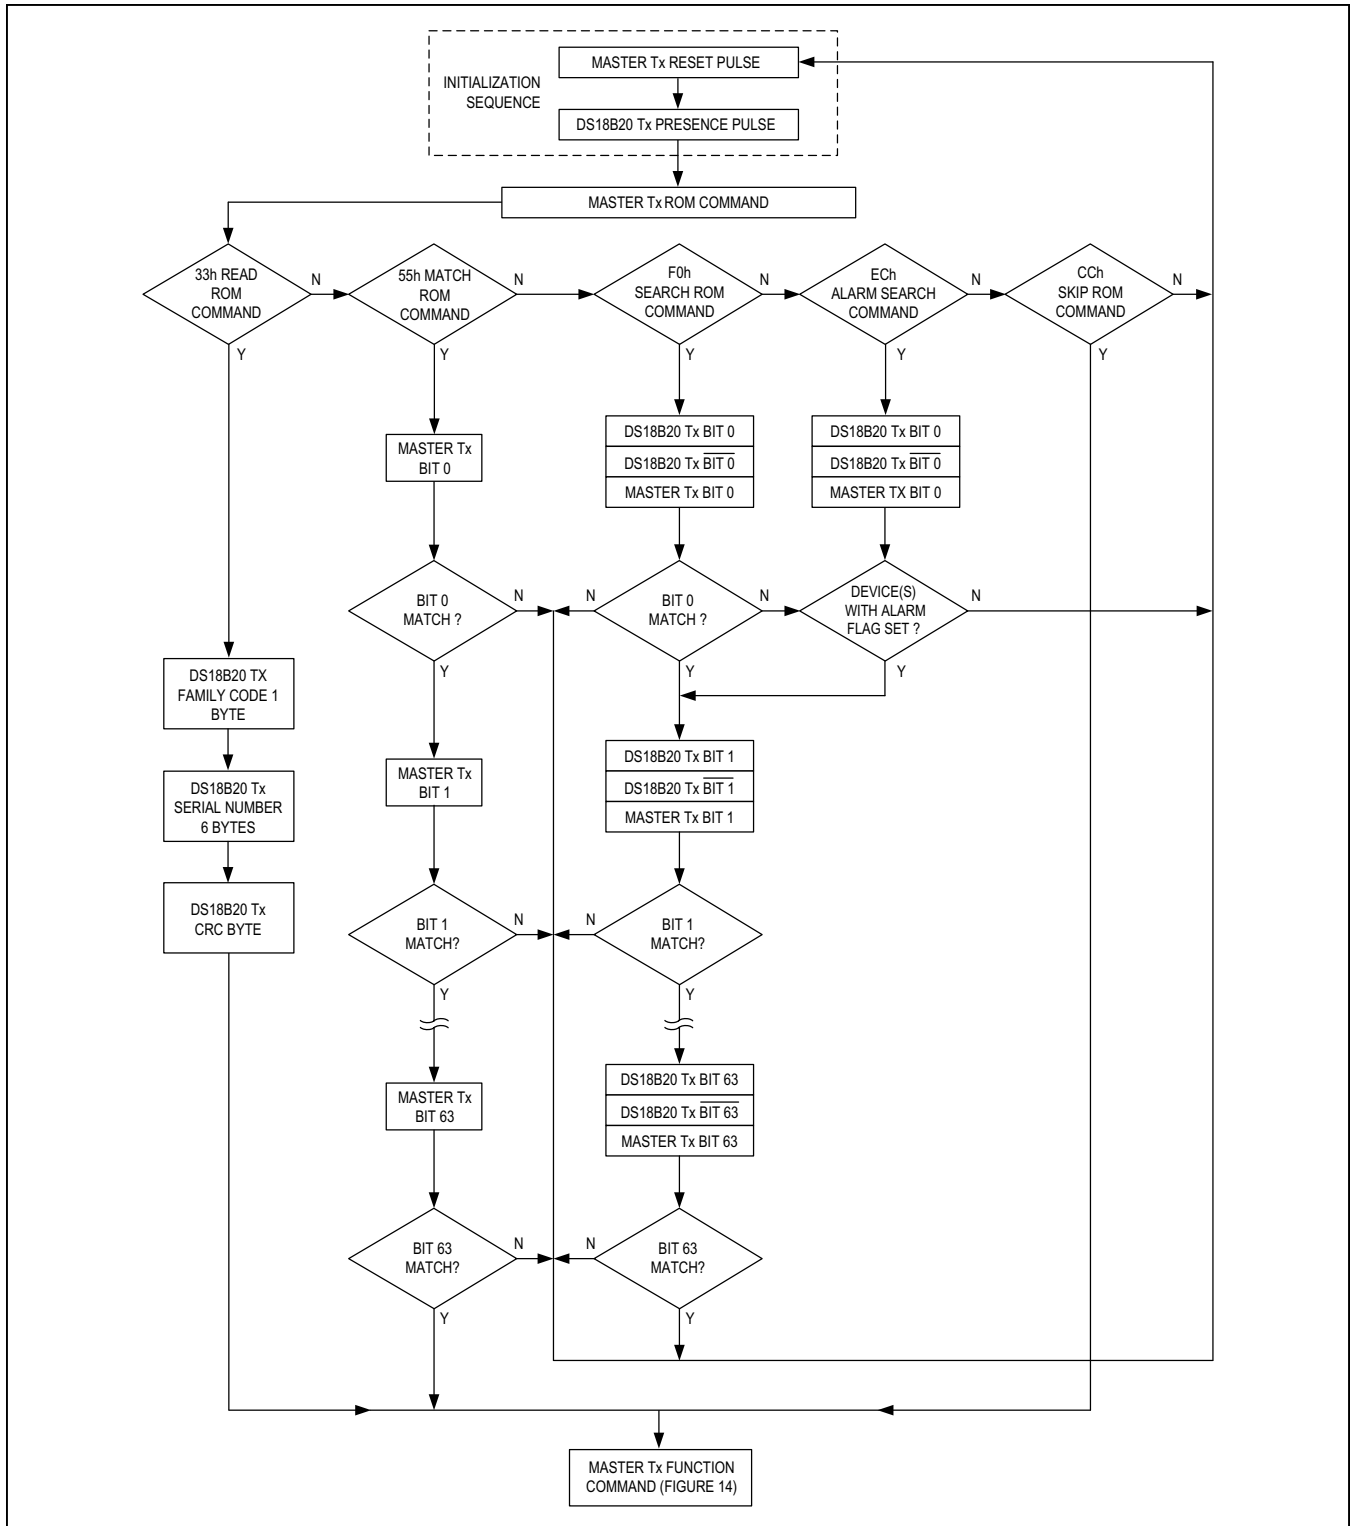 MASTER Tx RESET PULSE
INITIALIZATION
SEQUENCE
DS18B20 Tx PRESENCE PULSE
MASTER Tx ROM COMMAND
33h READ
ROM
COMMAND
N
Y
55h MATCH
ROM
COMMAND
N
Y
F0h
SEARCH ROM
COMMAND
N
Y
ECh
ALARM SEARCH
COMMAND
N
Y
CCh
SKIP ROM
COMMAND
N
Y
MASTER Tx
BIT 0
DS18B20 Tx BIT 0
DS18B20 Tx BIT 0
MASTER Tx BIT 0
DS18B20 Tx BIT 0
DS18B20 Tx BIT 0
MASTER TX BIT 0
BIT 0
MATCH ?
N
Y
N
BIT 0
MATCH ?
N
Y
DEVICE(S)
WITH ALARM
FLAG SET ?
N
Y
DS18B20 TX
FAMILY CODE 1
BYTE
DS18B20 Tx
SERIAL NUMBER
6 BYTES
DS18B20 Tx
CRC BYTE
MASTER Tx
BIT 1
DS18B20 Tx BIT 1
DS18B20 Tx BIT 1
MASTER Tx BIT 1
BIT 1
MATCH?
N
Y
N
BIT 1
MATCH?
Y
MASTER Tx
BIT 63
DS18B20 Tx BIT 63
DS18B20 Tx BIT 63
MASTER Tx BIT 63
BIT 63
MATCH?
N
Y
N
BIT 63
MATCH?
Y
MASTER Tx FUNCTION
COMMAND (FIGURE 14)